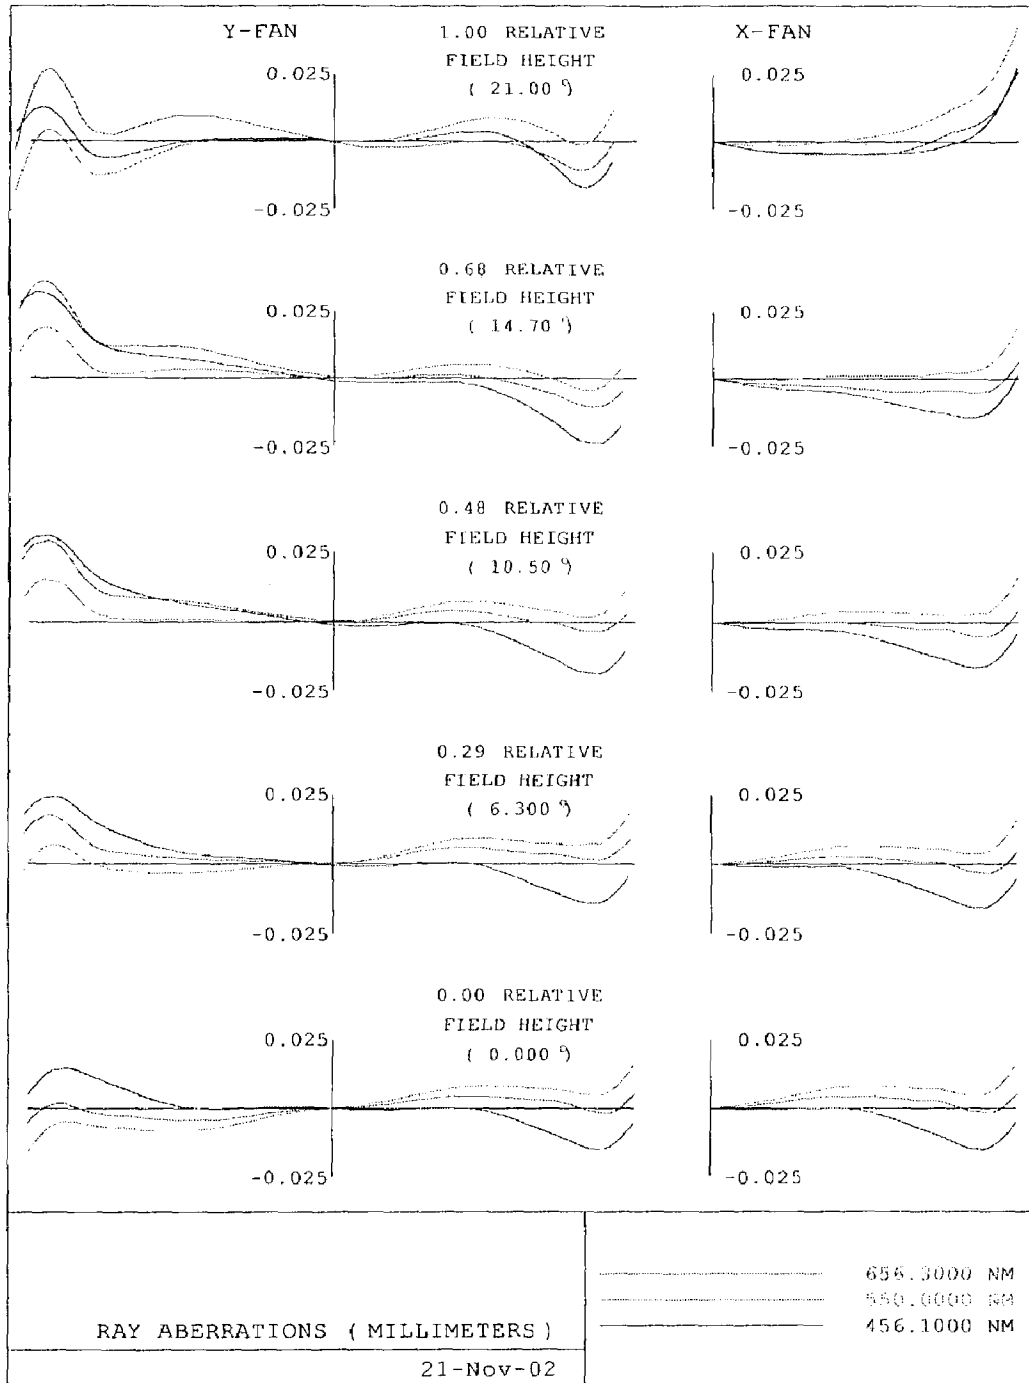 Y-FAN
1.00 RELATIVE
FIELD HEIGHT
( 21.00 °)
X-FAN
0.025
0.025
-0.025
-0.025
0.68 RELATIVE
FIELD HEIGHT
( 14.70 °)
0.025
0.025
-0.025
-0.025
0.48 RELATIVE
FIELD HEIGHT
( 10.50 °)
0.025
0.025
-0.025
-0.025
0.29 RELATIVE
FIELD HEIGHT
( 6.300 °)
0.025
0.025
-0.025
-0.025
0.00 RELATIVE
FIELD HEIGHT
( 0.000 °)
0.025
0.025
-0.025
-0.025
656.3000 NM
550.0000 NM
456.1000 NM
RAY ABERRATIONS ( MILLIMETERS )
21-Nov-02